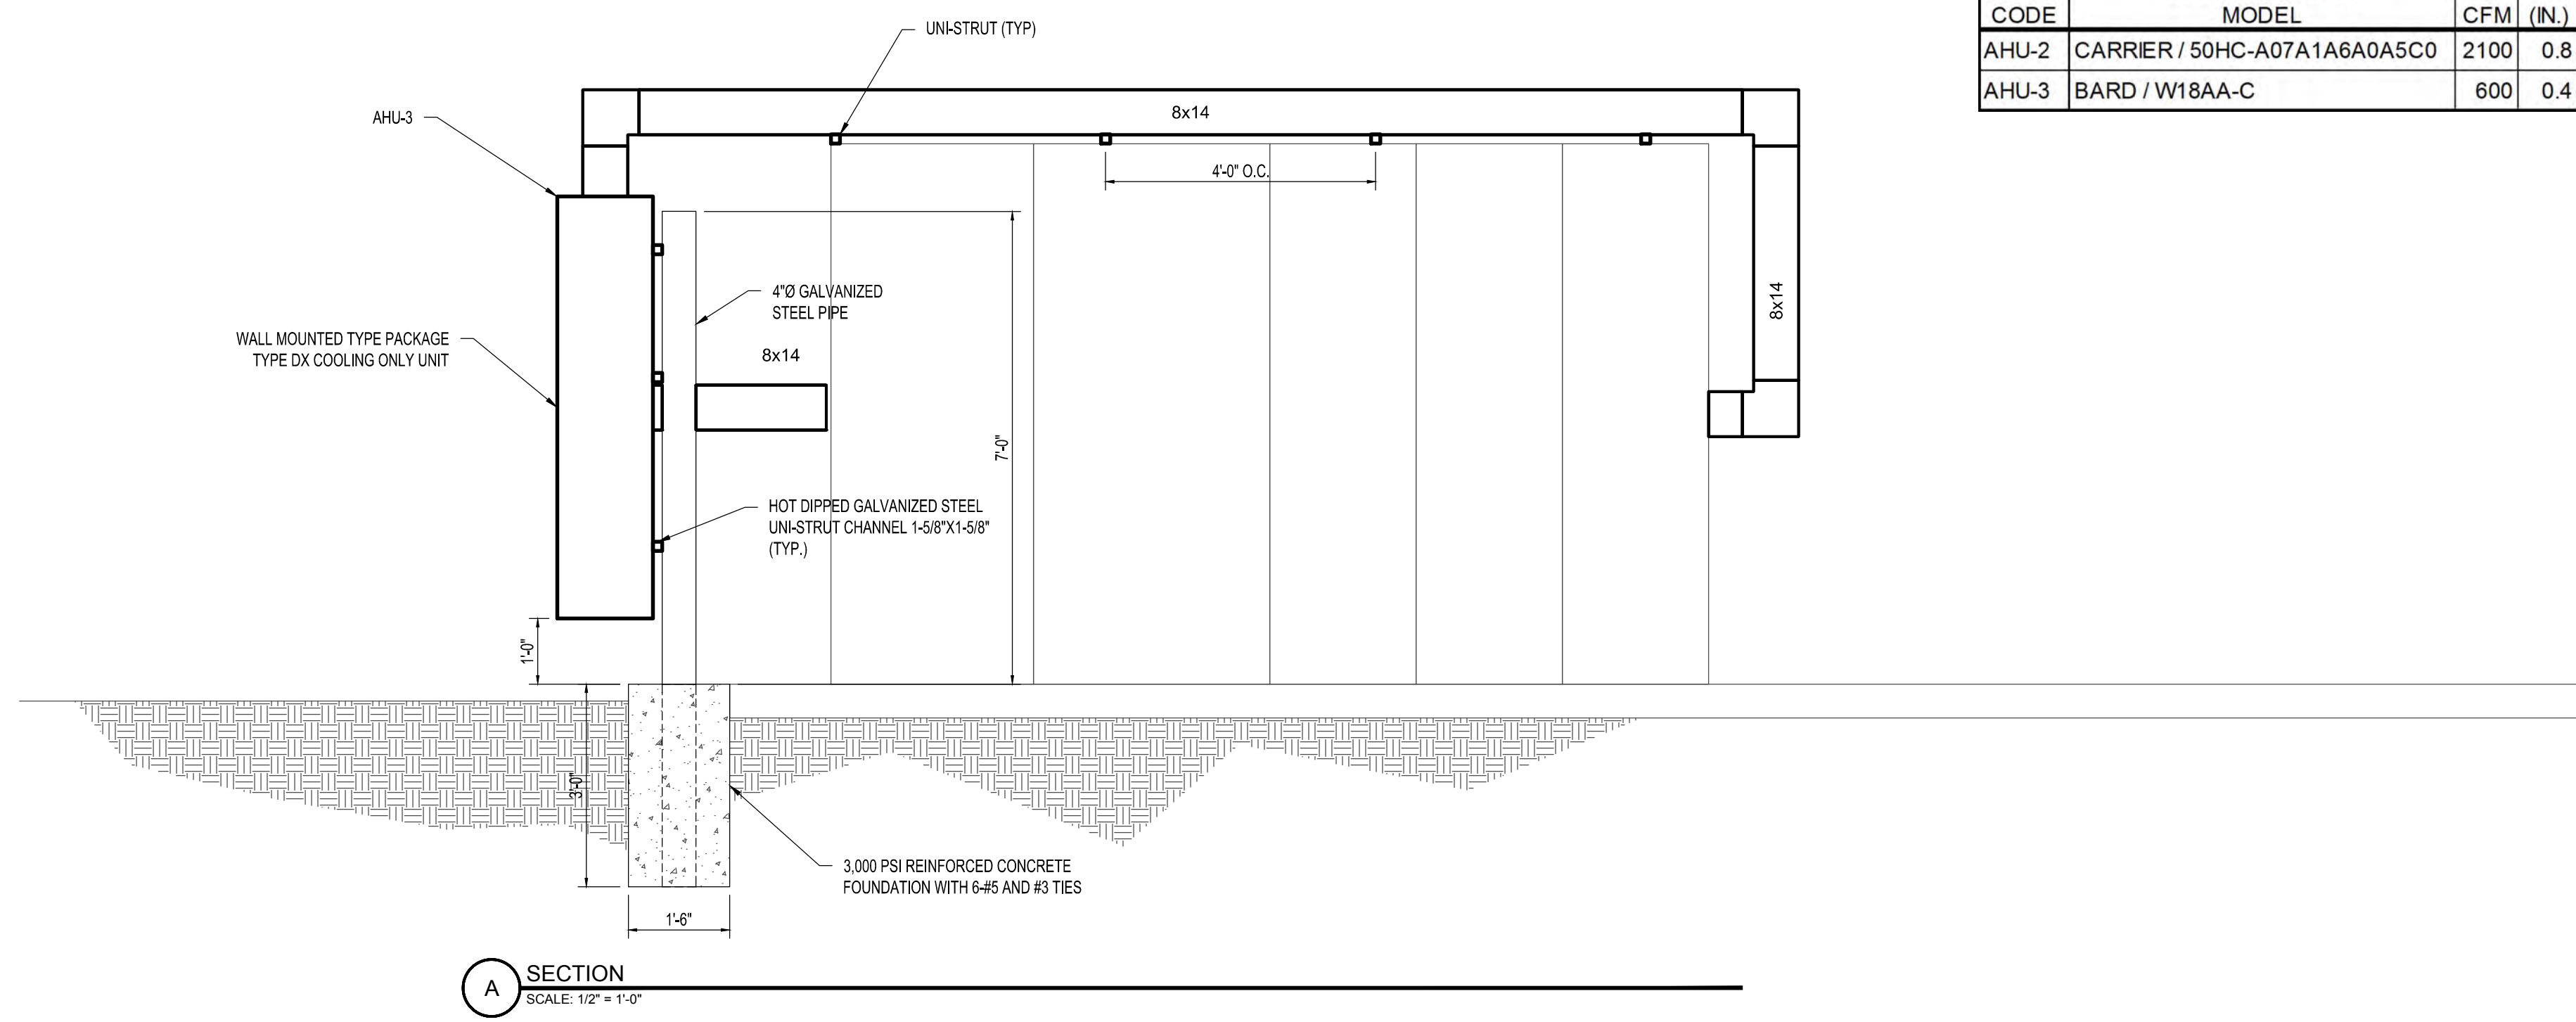 UNI-STRUT (TYP)
CODE MODEL CFM (IN.)
AHU-2 CARRIER / 50HC-A07A1A6A0A5C0 2100 0.8
AHU-3 BARD / W18AA-C 600 0.4
AHU-3
8x14
4'-0" O.C.
4"Ø GALVANIZED
STEEL PIPE
8x14
WALL MOUNTED TYPE PACKAGE
TYPE DX COOLING ONLY UNIT
8x14
7'-0"
HOT DIPPED GALVANIZED STEEL
UNI-STRUT CHANNEL 1-5/8"X1-5/8"
(TYP.)
1'-0"
3'-0"
3,000 PSI REINFORCED CONCRETE
FOUNDATION WITH 6-#5 AND #3 TIES
1'-6"
A SECTION
SCALE: 1/2" = 1'-0"